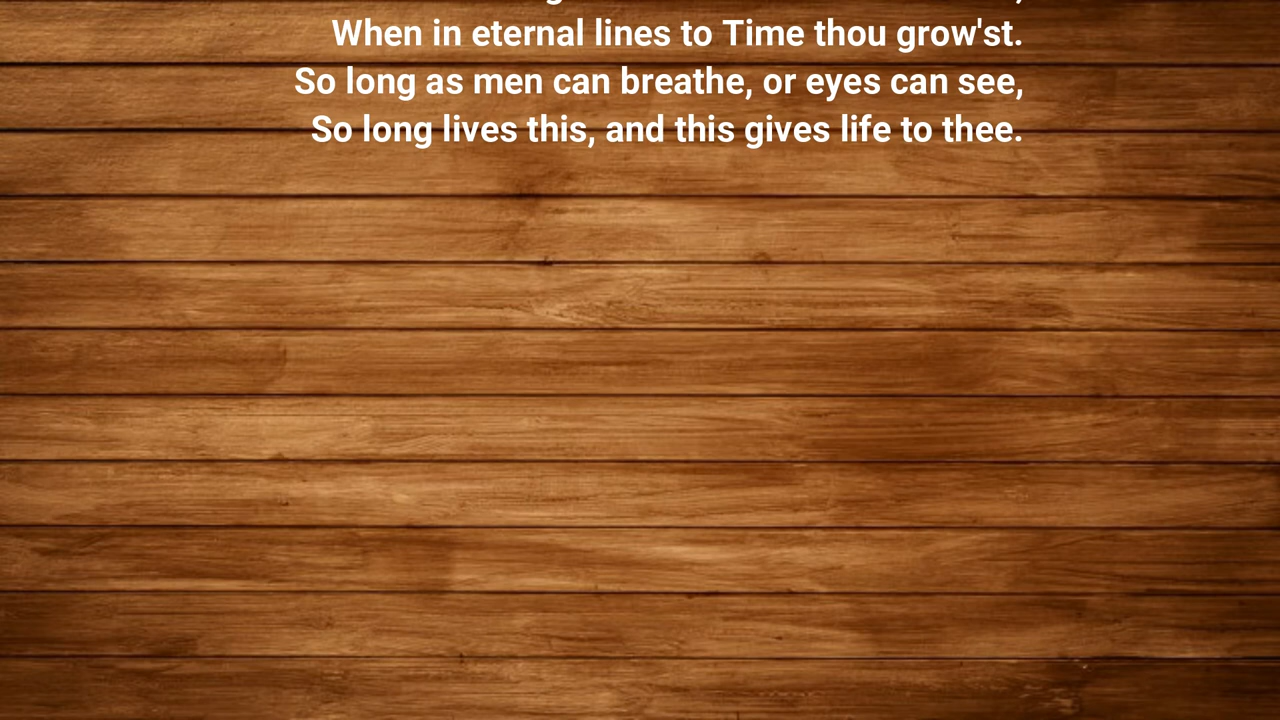 When in eternal lines to Time thou grow'st.
So long as men can breathe, or eyes can see,
So long lives this, and this gives life to thee.